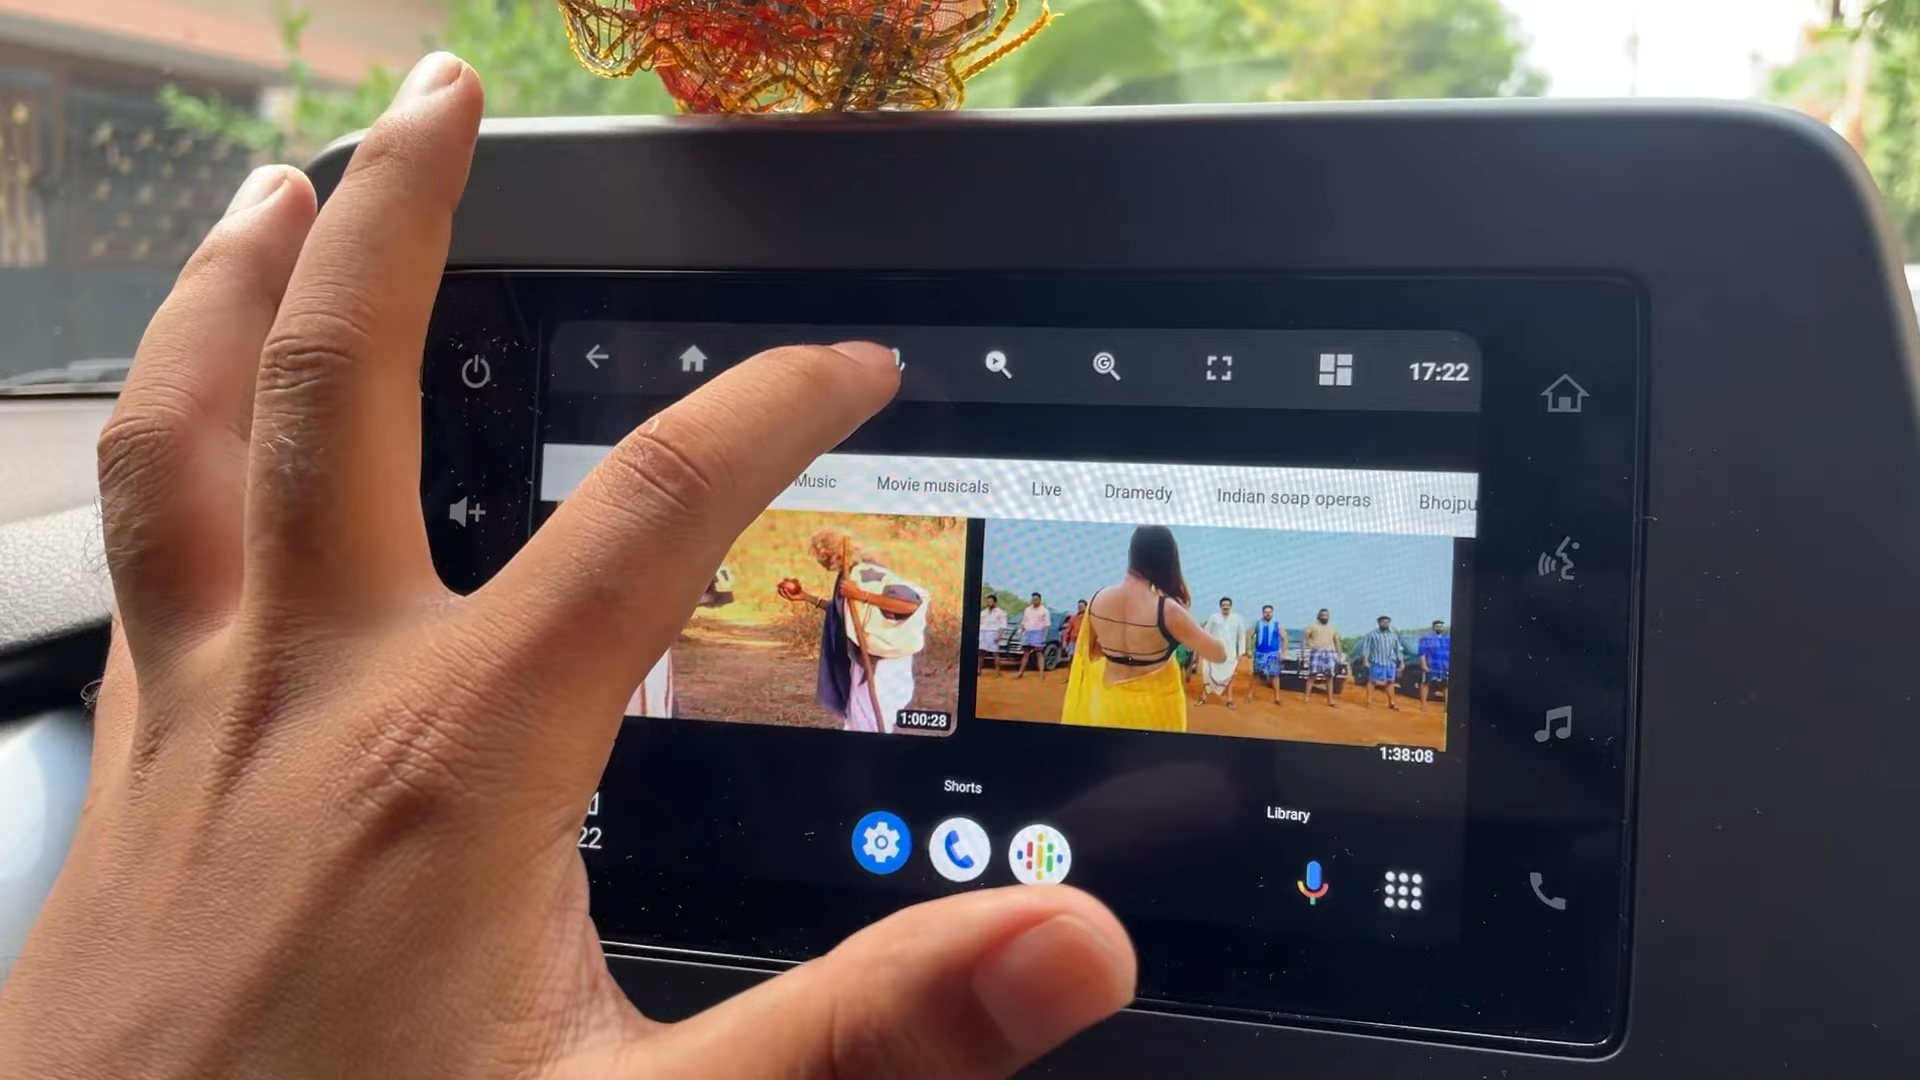 17:22
Music Movie musicals Live Dramedy Indian soap operas Bhojpu
1:00:28
1:38:08
Shorts
Library
22